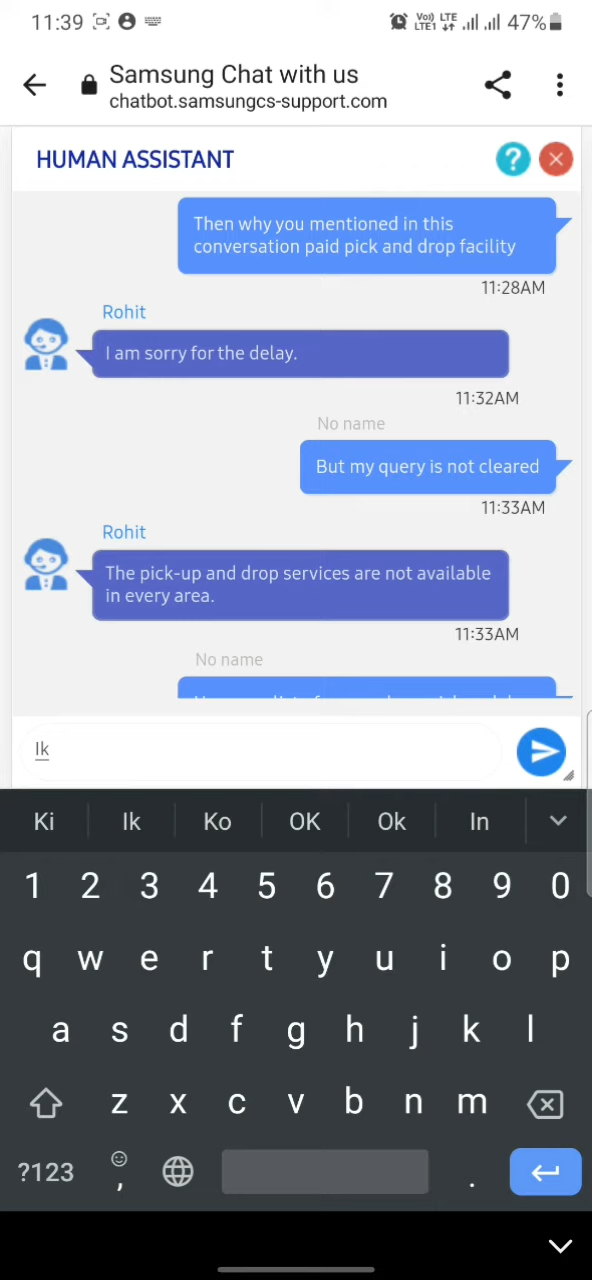 11:39 Vo)) LTE 47%
LTE1
Samsung Chat with us
chatbot.samsungcs-support.com
HUMAN ASSISTANT
?
Then why you mentioned in this
conversation paid pick and drop facility
11:28AM
Rohit
I am sorry for the delay.
11:32AM
No name
But my query is not cleared
11:33AM
Rohit
The pick-up and drop services are not available
in every area.
11:33AM
No name
Ik
Ki Ik Ko OK Ok In
1 2 3 4 5 6 7 8 9 0
q w e r t y u i o p
a s d f g h j k l
z x c v b n m
?123 , .